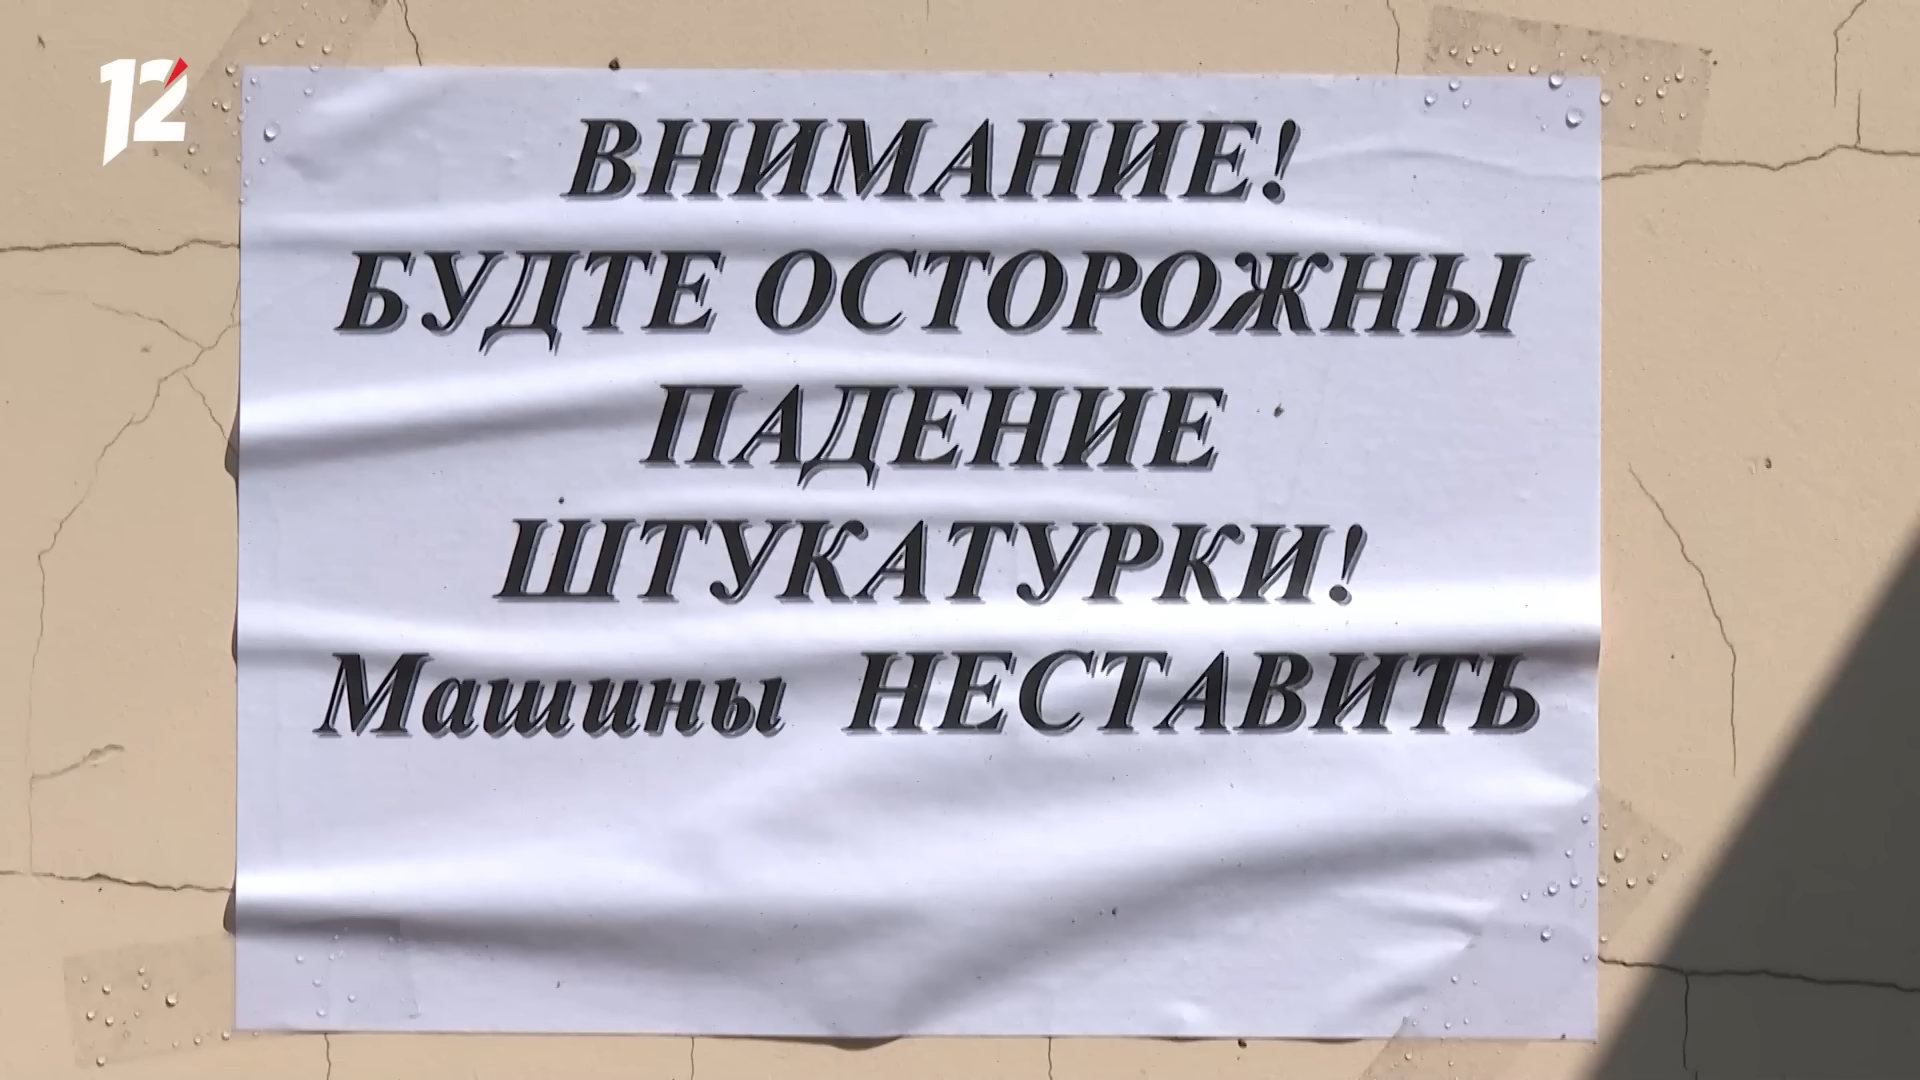 12
ВНИМАНИЕ!
БУДТЕ ОСТОРОЖНЫ
ПАДЕНИЕ
ШТУКАТУРКИ!
Машины НЕСТАВИТЬ